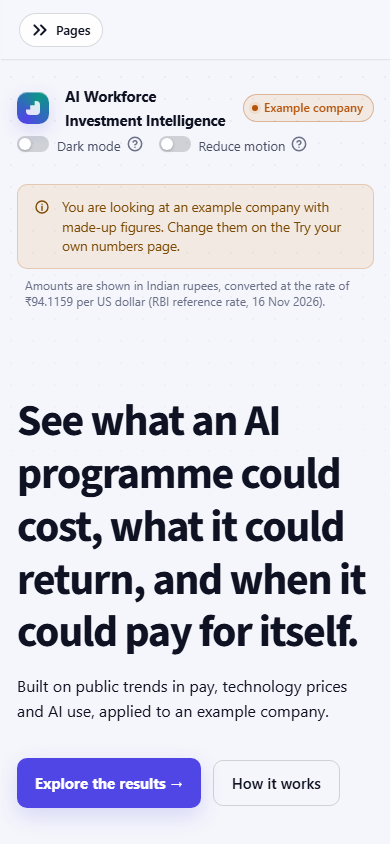 Pages
AI Workforce
Investment Intelligence
Example company
Dark mode
Reduce motion
You are looking at an example company with
made-up figures. Change them on the Try your
own numbers page.
Amounts are shown in Indian rupees, converted at the rate of
₹94.1159 per US dollar (RBI reference rate, 16 Nov 2026).
See what an AI
programme could
cost, what it could
return, and when it
could pay for itself.
Built on public trends in pay, technology prices
and AI use, applied to an example company.
Explore the results →
How it works